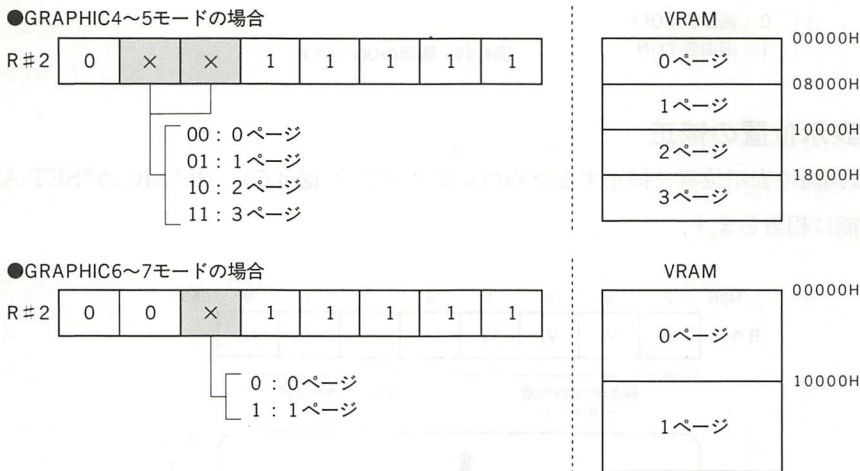 ●GRAPHIC4～5モードの場合
R♯2 0 × × 1 1 1 1 1
00：0ページ
01：1ページ
10：2ページ
11：3ページ
VRAM
00000H
0ページ
08000H
1ページ
10000H
2ページ
18000H
3ページ
●GRAPHIC6～7モードの場合
R♯2 0 0 × 1 1 1 1 1
0：0ページ
1：1ページ
VRAM
00000H
0ページ
10000H
1ページ